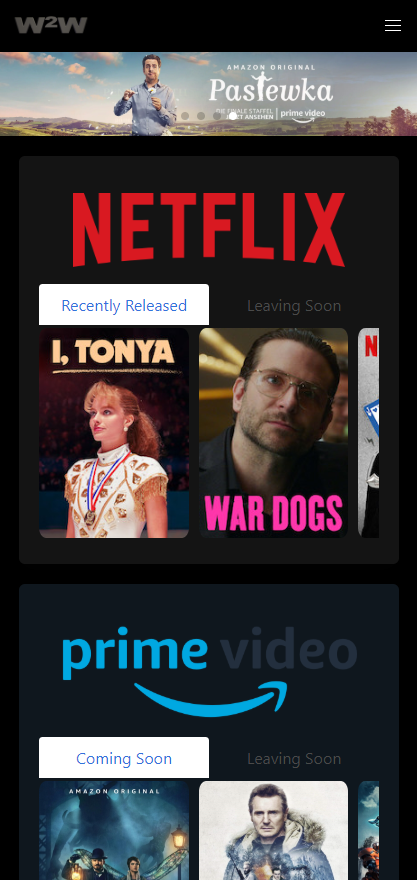 W2W
AMAZON ORIGINAL
Pastewka
DIE FINALE STAFFEL
JETZT ANSEHEN
prime video
NETFLIX
Recently Released
Leaving Soon
I, TONYA
WAR DOGS
N
prime video
Coming Soon
Leaving Soon
AMAZON ORIGINAL